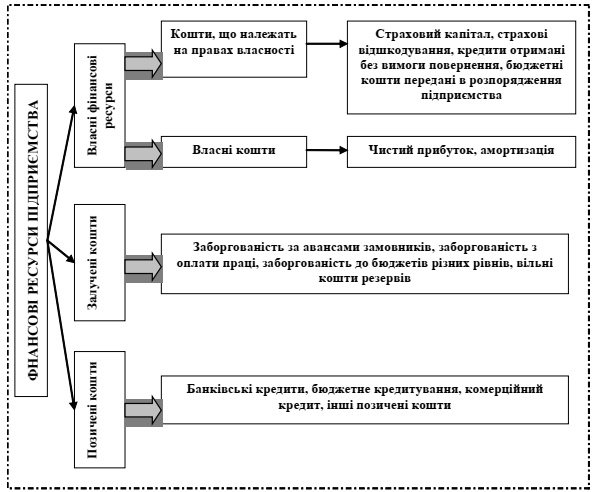 ФНАНСОВІ РЕСУРСИ ПІДПРИЄМСТВА
Власні фінансові
ресурси
Кошти, що належать
на правах власності
Страховий капітал, страхові
відшкодування, кредити отримані
без вимоги повернення, бюджетні
кошти передані в розпорядження
підприємства
Власні кошти
Чистий прибуток, амортизація
Залучені кошти
Заборгованість за авансами замовників, заборгованість з
оплати праці, заборгованість до бюджетів різних рівнів, вільні
кошти резервів
Позичені кошти
Банківські кредити, бюджетне кредитування, комерційний
кредит, інші позичені кошти